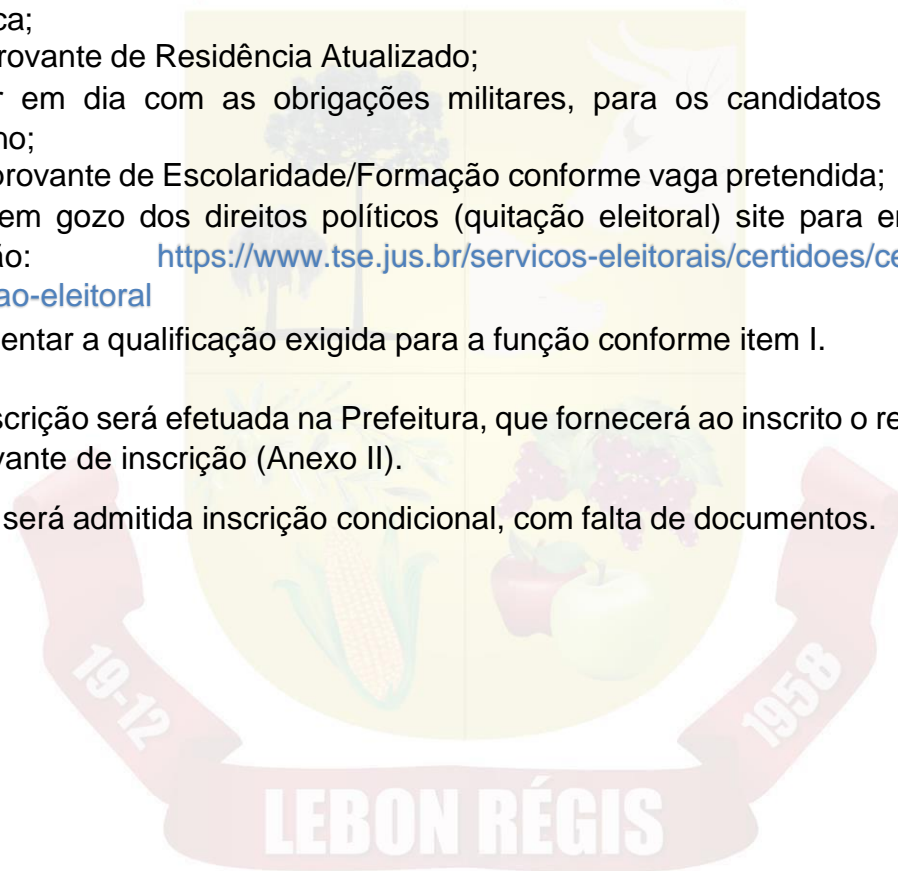 ca;
rovante de Residência Atualizado;
r em dia com as obrigações militares, para os candidatos
no;
provante de Escolaridade/Formação conforme vaga pretendida;
em gozo dos direitos políticos (quitação eleitoral) site para en
ão: https://www.tse.jus.br/servicos-eleitorais/certidoes/ce
ao-eleitoral
entar a qualificação exigida para a função conforme item I.
scrição será efetuada na Prefeitura, que fornecerá ao inscrito o re
vante de inscrição (Anexo II).
será admitida inscrição condicional, com falta de documentos.
19-12
1958
LEBON RÉGIS